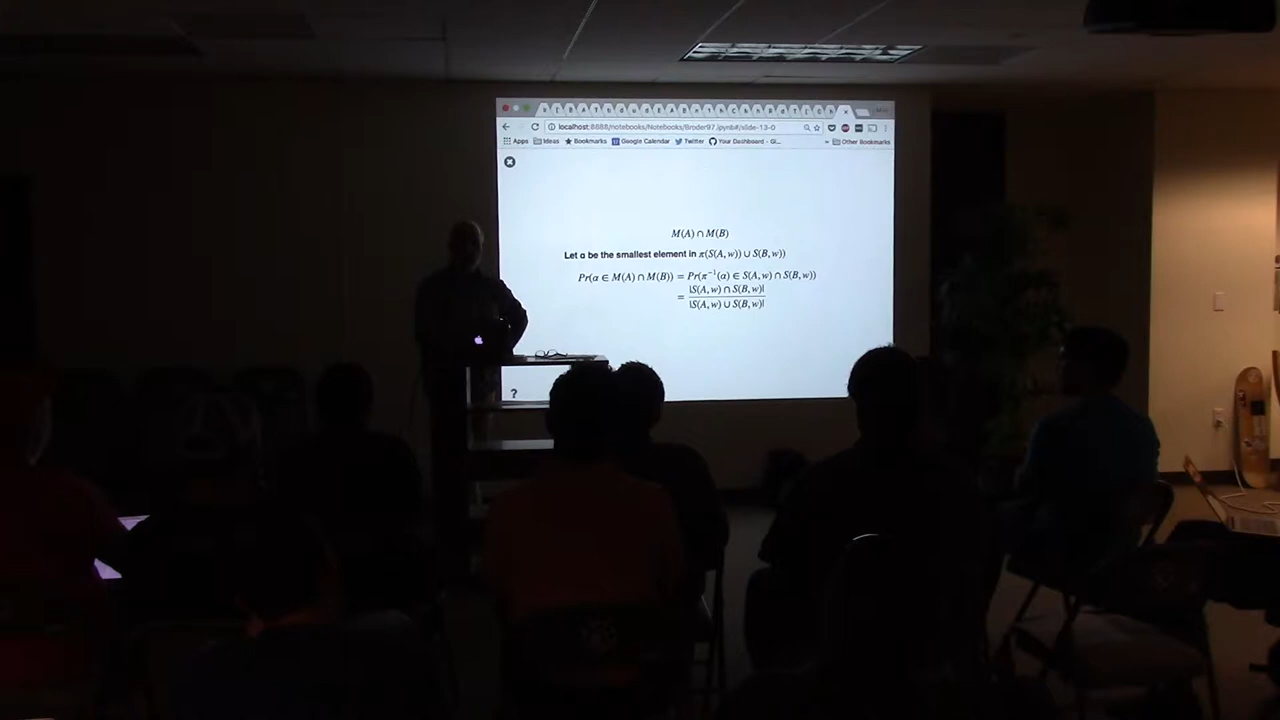 localhost:8888/notebooks/Notebooks/Broder97.ipynb#/slide-13-0
Apps Ideas Bookmarks Google Calendar Twitter Your Dashboard - Gi... » Other Bookmarks
M(A) ∩ M(B)
Let α be the smallest element in π(S(A, w)) ∪ S(B, w))
Pr(α ∈ M(A) ∩ M(B)) = Pr(π⁻¹(α) ∈ S(A, w) ∩ S(B, w))
= |S(A, w) ∩ S(B, w)|
|S(A, w) ∪ S(B, w)|
?